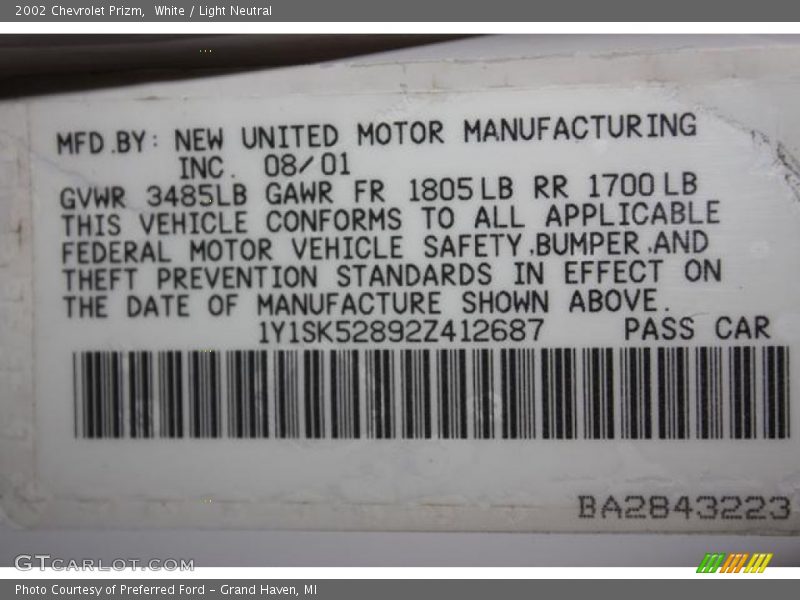 2002 Chevrolet Prizm, White / Light Neutral
MFD.BY: NEW UNITED MOTOR MANUFACTURING
INC. 08/01
GVWR 3485LB GAWR FR 1805LB RR 1700LB
THIS VEHICLE CONFORMS TO ALL APPLICABLE
FEDERAL MOTOR VEHICLE SAFETY,BUMPER,AND
THEFT PREVENTION STANDARDS IN EFFECT ON
THE DATE OF MANUFACTURE SHOWN ABOVE.
1Y1SK52892Z412687 PASS CAR
BA2843223
GTCARLOT.COM
Photo Courtesy of Preferred Ford - Grand Haven, MI